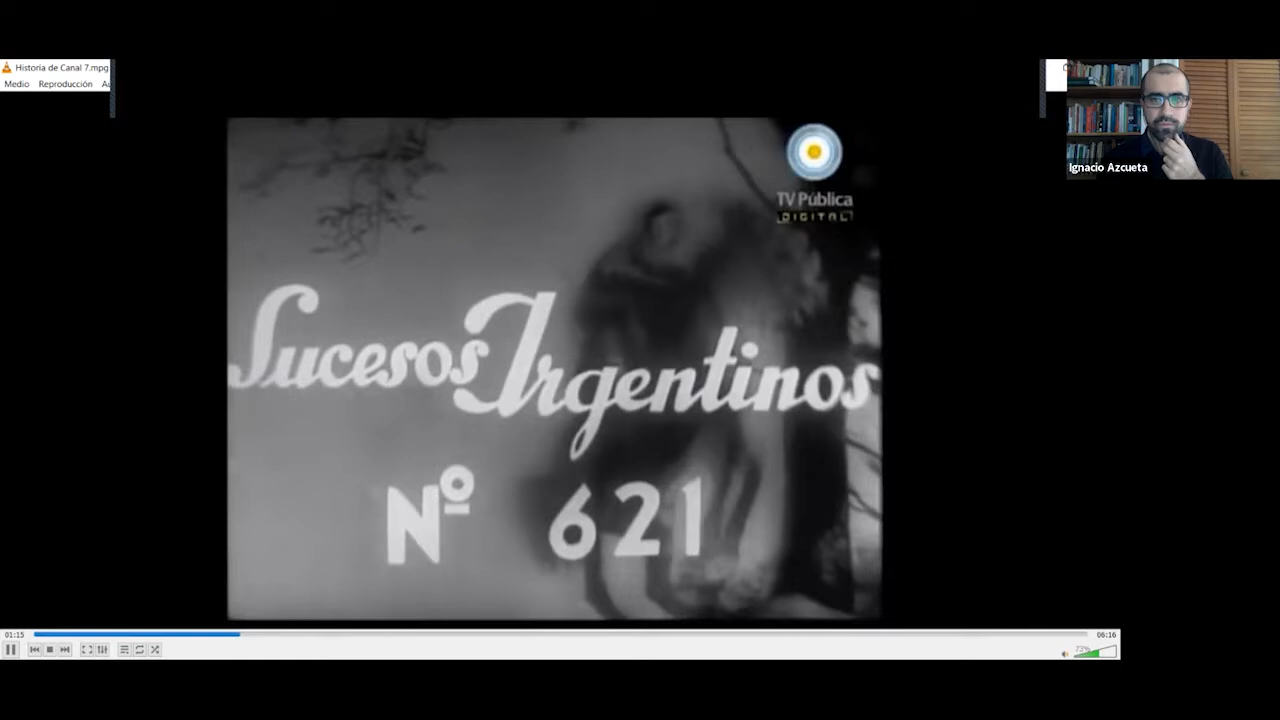 Historia de Canal 7.mpg
Medio Reproducción
Ignacio Azcueta
TV Pública
DIGITAL
Sucesos Argentinos
Nº 621
01:15
06:16
73%